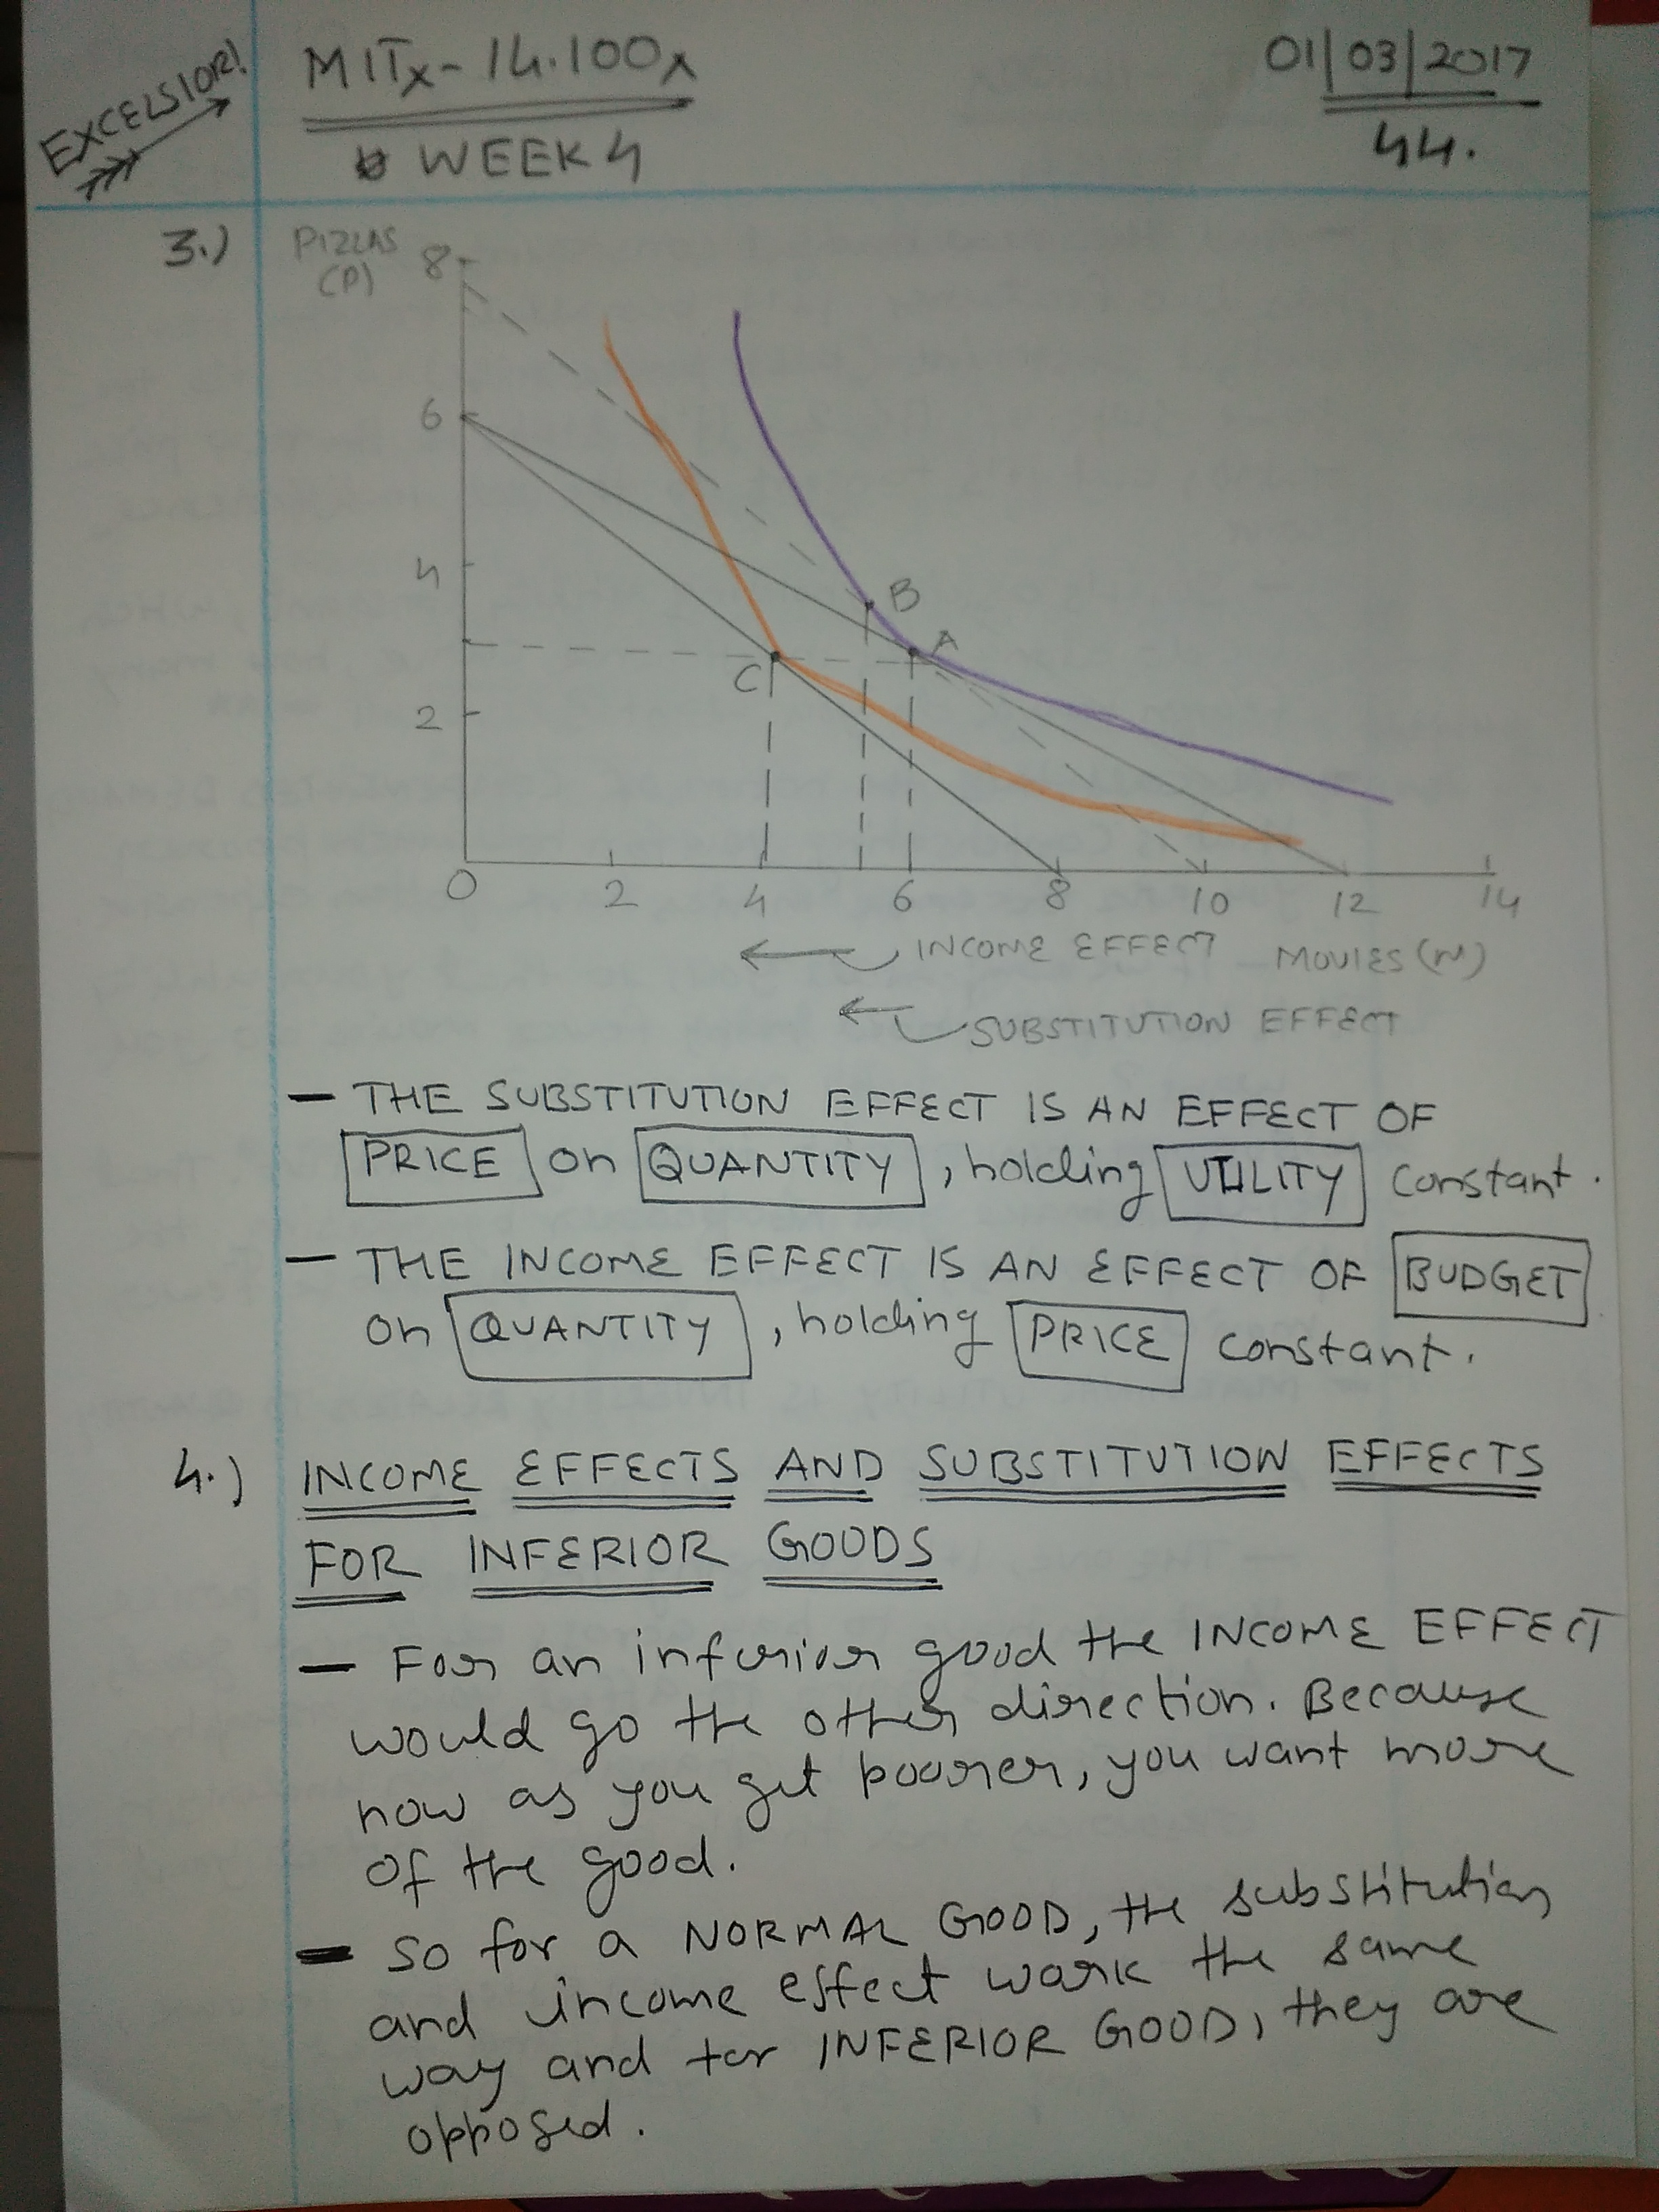 EXCELSIOR!
MITx - 14.100x
WEEK 4
01/03/2017
44.
3.)
PIZZAS
(P)
8
6
4
2
B
A
C
0 2 4 6 8 10 12 14
INCOME EFFECT MOVIES (M)
SUBSTITUTION EFFECT
— THE SUBSTITUTION EFFECT IS AN EFFECT OF
PRICE on QUANTITY, holding UTILITY constant.
— THE INCOME EFFECT IS AN EFFECT OF BUDGET
on QUANTITY, holding PRICE constant.
4.) INCOME EFFECTS AND SUBSTITUTION EFFECTS
FOR INFERIOR GOODS
— For an inferior good the INCOME EFFECT
would go the other direction. Because
now as you get poorer, you want more
of the good.
— SO for a NORMAL GOOD, the substitution
and income effect work the same
way and for INFERIOR GOOD, they are
opposed.